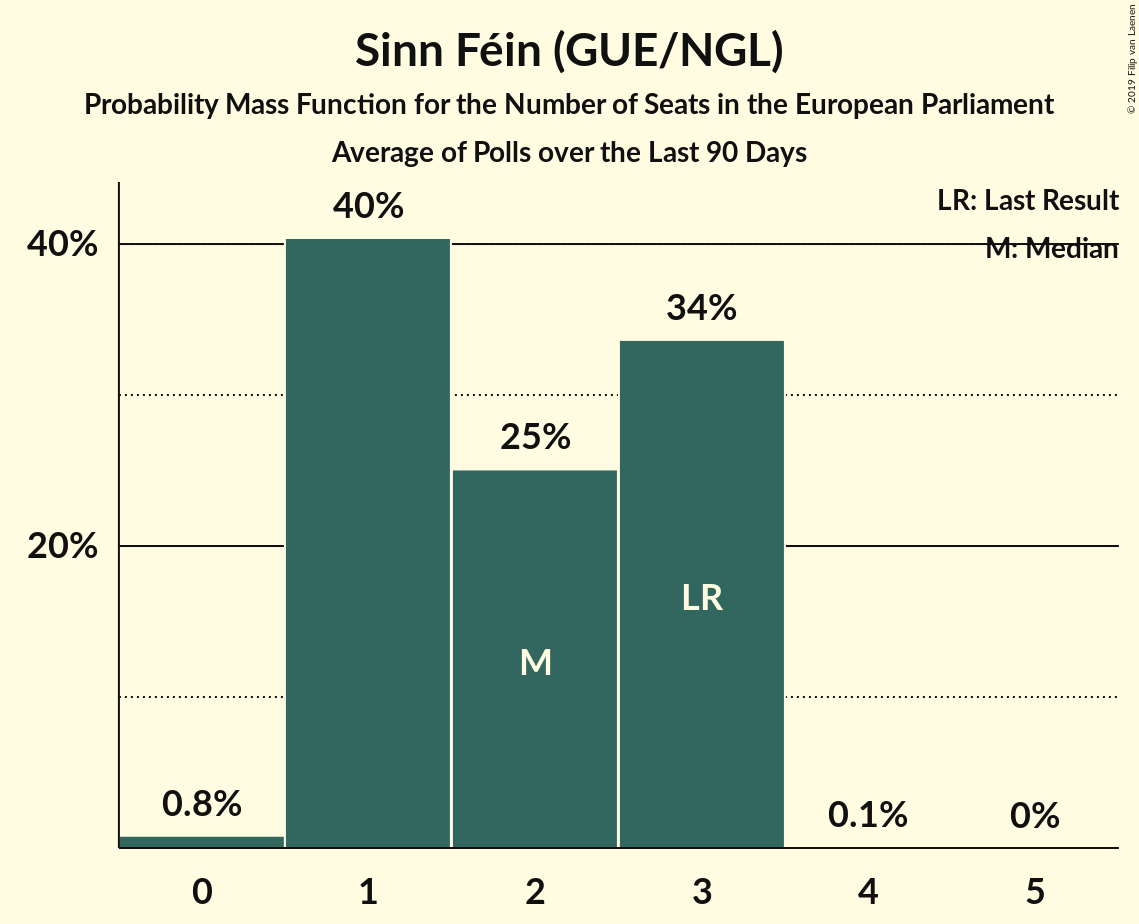 Sinn Féin (GUE/NGL)
Probability Mass Function for the Number of Seats in the European Parliament
Average of Polls over the Last 90 Days
© 2019 Filip van Laenen
LR: Last Result
M: Median
40%
20%
0.8%
40%
25%
34%
0.1%
0%
M
LR
0
1
2
3
4
5